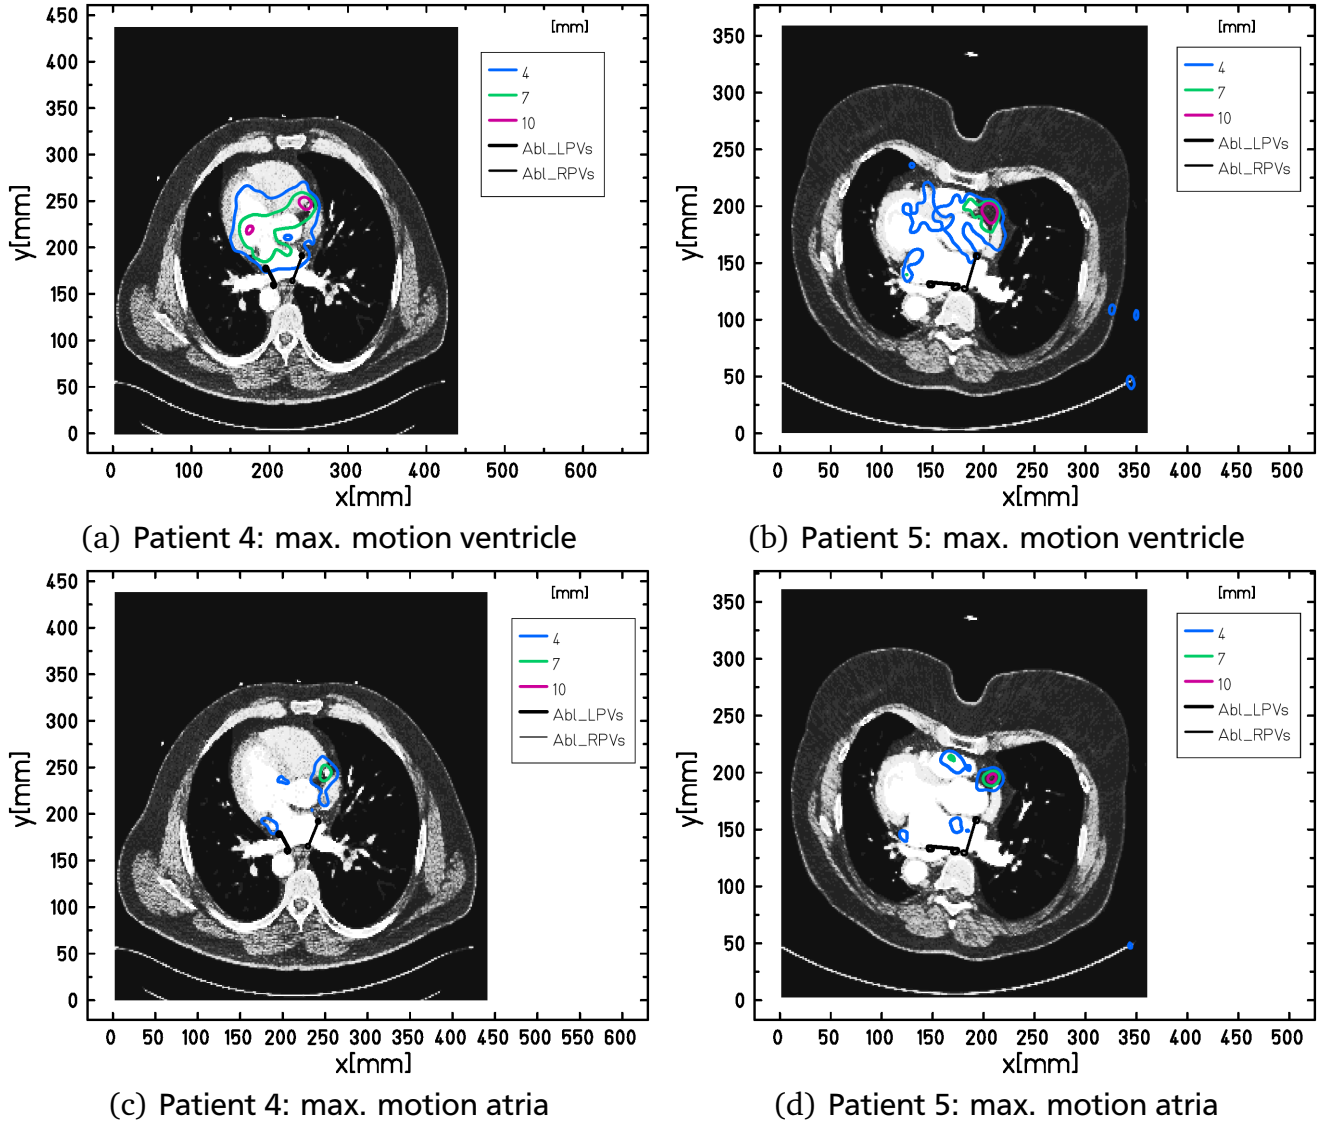 [mm]
4
7
10
Abl_LPVs
Abl_RPVs
450
400
350
300
250
200
150
100
50
0
y[mm]
0 100 200 300 400 500 600
x[mm]
(a) Patient 4: max. motion ventricle
[mm]
4
7
10
Abl_LPVs
Abl_RPVs
350
300
250
200
150
100
50
0
y[mm]
0 50 100 150 200 250 300 350 400 450 500
x[mm]
(b) Patient 5: max. motion ventricle
[mm]
4
7
10
Abl_LPVs
Abl_RPVs
450
400
350
300
250
200
150
100
50
0
y[mm]
0 50 100 150 200 250 300 350 400 450 500 550 600
x[mm]
(c) Patient 4: max. motion atria
[mm]
4
7
10
Abl_LPVs
Abl_RPVs
350
300
250
200
150
100
50
0
y[mm]
0 50 100 150 200 250 300 350 400 450 500
x[mm]
(d) Patient 5: max. motion atria